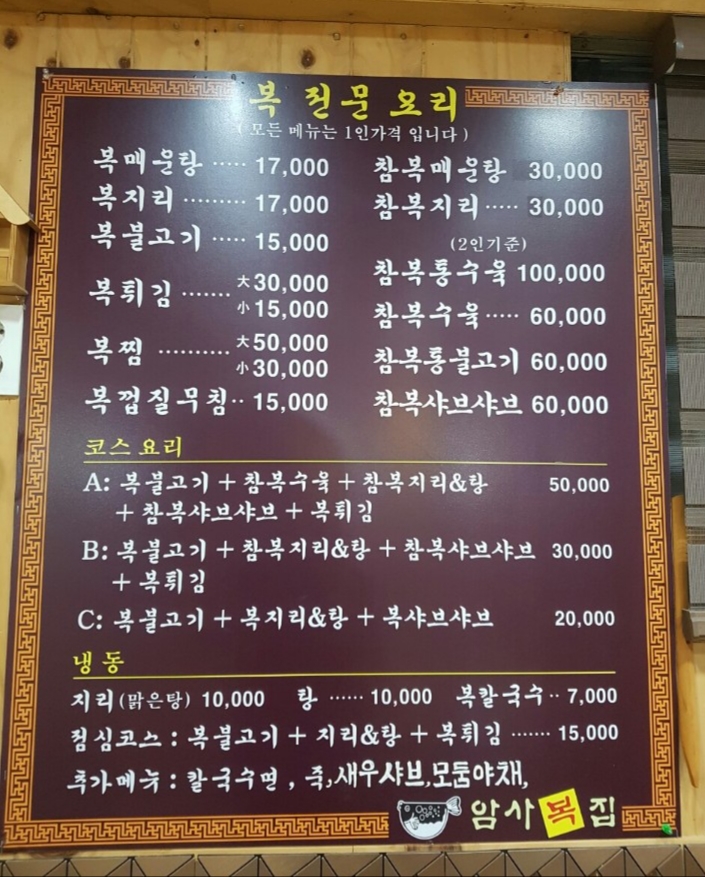 복 전문 요리
( 모든 메뉴는 1인가격 입니다 )
복매운탕 ····· 17,000
복지리 ········· 17,000
복불고기 ····· 15,000
복튀김 ······· 大 30,000
小 15,000
복찜 ·········· 大 50,000
小 30,000
복껍질무침·· 15,000
참복매운탕 30,000
참복지리 ····· 30,000
(2인기준)
참복통수육 100,000
참복수육 ····· 60,000
참복통불고기 60,000
참복샤브샤브 60,000
코스 요리
A: 복불고기 + 참복수육 + 참복지리&탕 50,000
+ 참복샤브샤브 + 복튀김
B: 복불고기 + 참복지리&탕 + 참복샤브샤브 30,000
+ 복튀김
C: 복불고기 + 복지리&탕 + 복샤브샤브 20,000
냉동
지리(맑은탕) 10,000 탕 ······ 10,000 복칼국수·· 7,000
점심코스 : 복불고기 + 지리&탕 + 복튀김 ······· 15,000
추가메뉴 : 칼국수면 , 죽,새우샤브,모둠야채,
암사복집